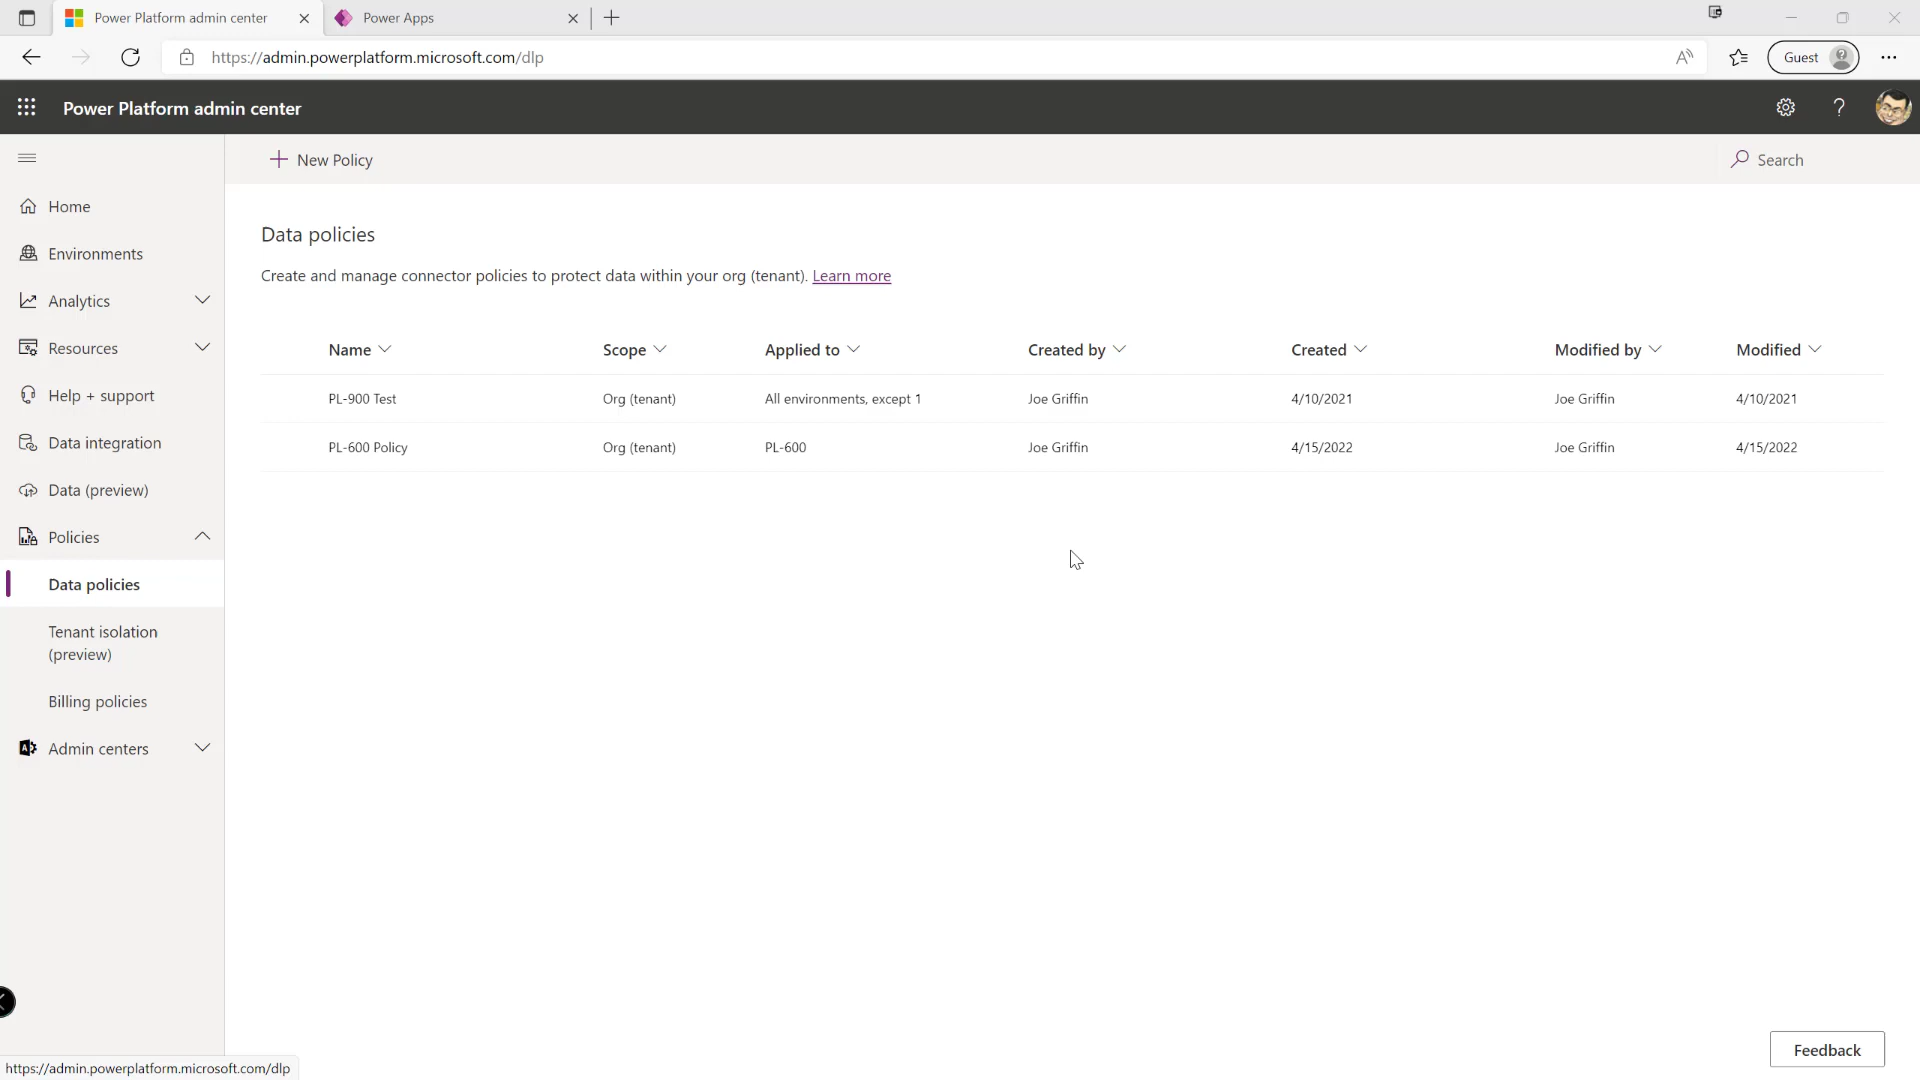 Power Platform admin center
Power Apps
https://admin.powerplatform.microsoft.com/dlp
Guest
Power Platform admin center
New Policy
Search
Home
Environments
Analytics
Resources
Help + support
Data integration
Data (preview)
Policies
Data policies
Tenant isolation
(preview)
Billing policies
Admin centers
Data policies
Create and manage connector policies to protect data within your org (tenant). Learn more
Name Scope Applied to Created by Created Modified by Modified
PL-900 Test Org (tenant) All environments, except 1 Joe Griffin 4/10/2021 Joe Griffin 4/10/2021
PL-600 Policy Org (tenant) PL-600 Joe Griffin 4/15/2022 Joe Griffin 4/15/2022
Feedback
https://admin.powerplatform.microsoft.com/dlp